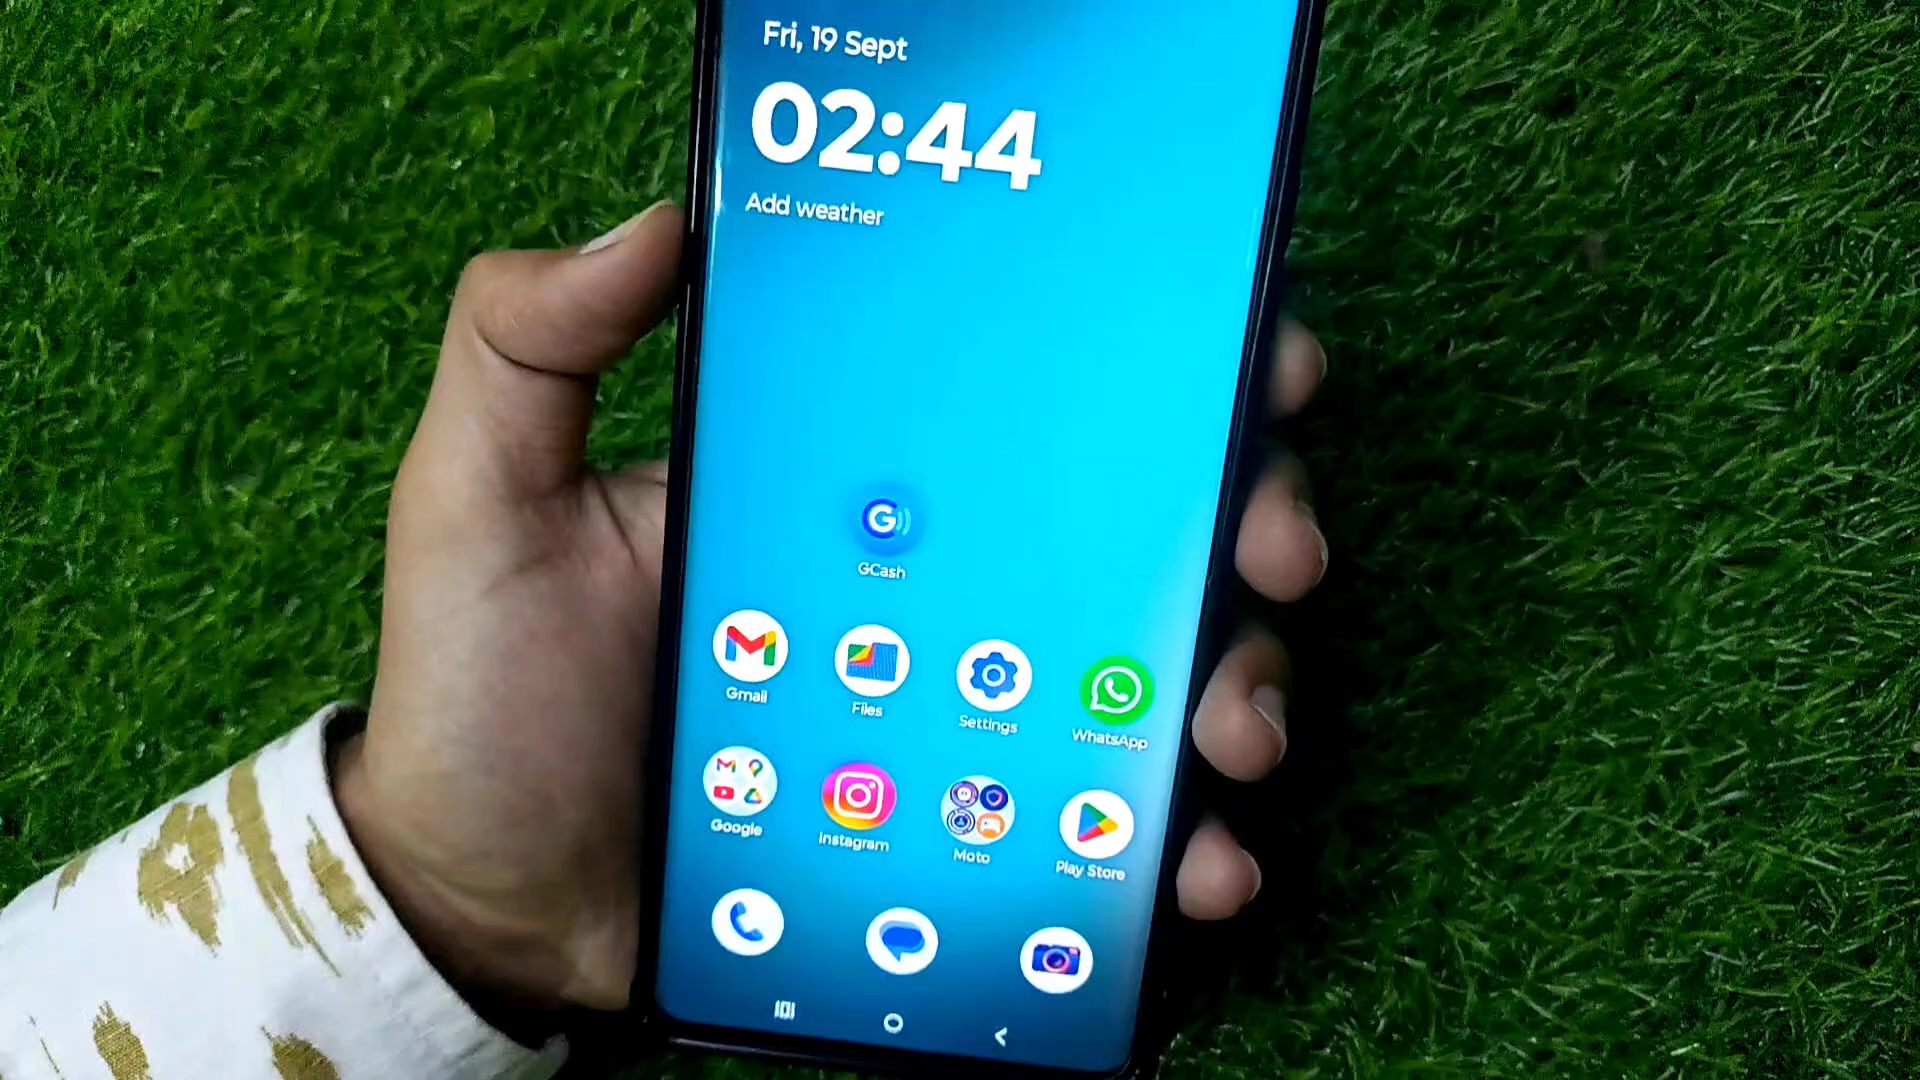 Fri, 19 Sept
02:44
Add weather
G
GCash
Gmail
Files
Settings
WhatsApp
Google
Instagram
Moto
Play Store